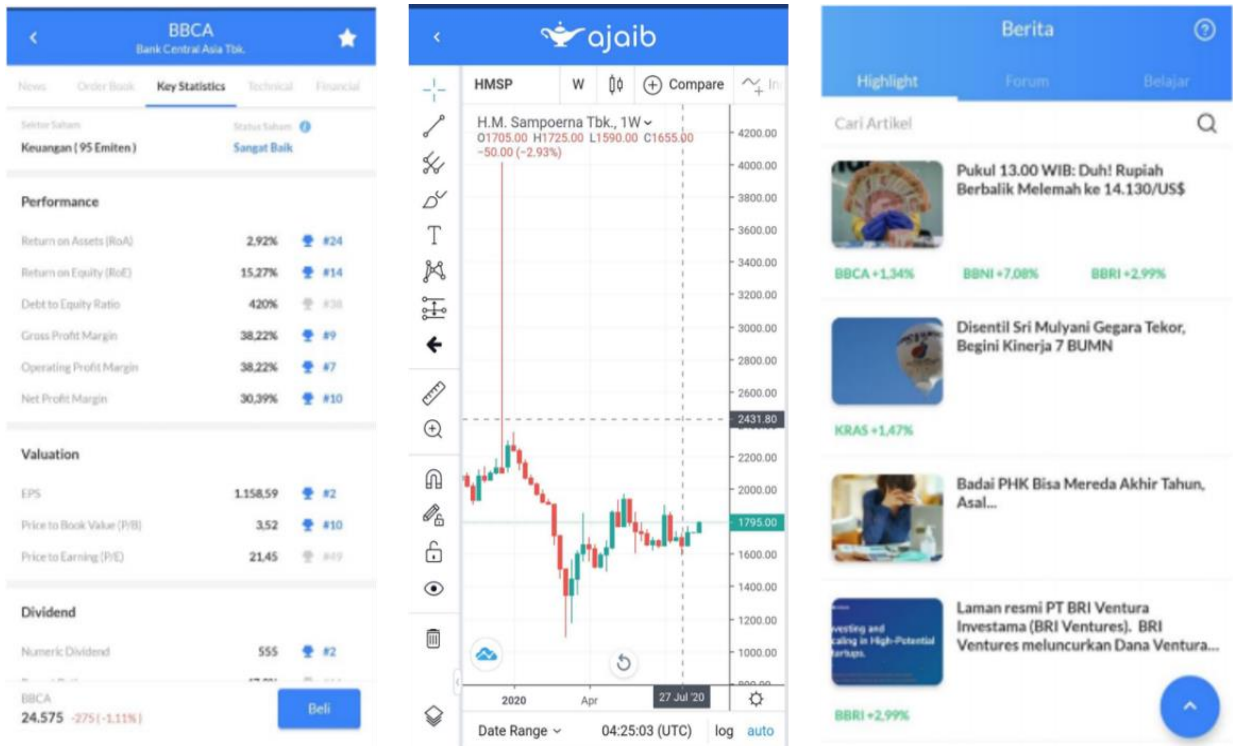 BBCA
Bank Central Asia Tbk.
News Order Book Key Statistics Technical Financial
Sektor Saham Status Saham
Keuangan ( 95 Emiten ) Sangat Baik
Performance
Return on Assets (RoA) 2,92% #24
Return on Equity (RoE) 15,27% #14
Debt to Equity Ratio 420% #38
Gross Profit Margin 38,22% #9
Operating Profit Margin 38,22% #7
Net Profit Margin 30,39% #10
Valuation
EPS 1.158,59 #2
Price to Book Value (P/B) 3,52 #10
Price to Earning (P/E) 21,45 #49
Dividend
Numeric Dividend 555 #2
BBCA
24.575 -275 (-1.11%)
Beli
ajaib
HMSP W Compare In
H.M. Sampoerna Tbk., 1W
O1705.00 H1725.00 L1590.00 C1655.00
−50.00 (−2.93%)
4200.00
4000.00
3800.00
3600.00
3400.00
3200.00
3000.00
2800.00
2600.00
2431.80
2200.00
2000.00
1795.00
1600.00
1400.00
1200.00
1000.00
800.00
2020 Apr 27 Jul '20
Date Range 04:25:03 (UTC) log auto
Berita
Highlight Forum Belajar
Cari Artikel
Pukul 13.00 WIB: Duh! Rupiah
Berbalik Melemah ke 14.130/US$
BBCA +1,34% BBNI +7,08% BBRI +2,99%
Disentil Sri Mulyani Gegara Tekor,
Begini Kinerja 7 BUMN
KRAS +1,47%
Badai PHK Bisa Mereda Akhir Tahun,
Asal...
Laman resmi PT BRI Ventura
Investama (BRI Ventures). BRI
Ventures meluncurkan Dana Ventura...
vesting and
caling in High-Potential
tartups.
BBRI +2,99%